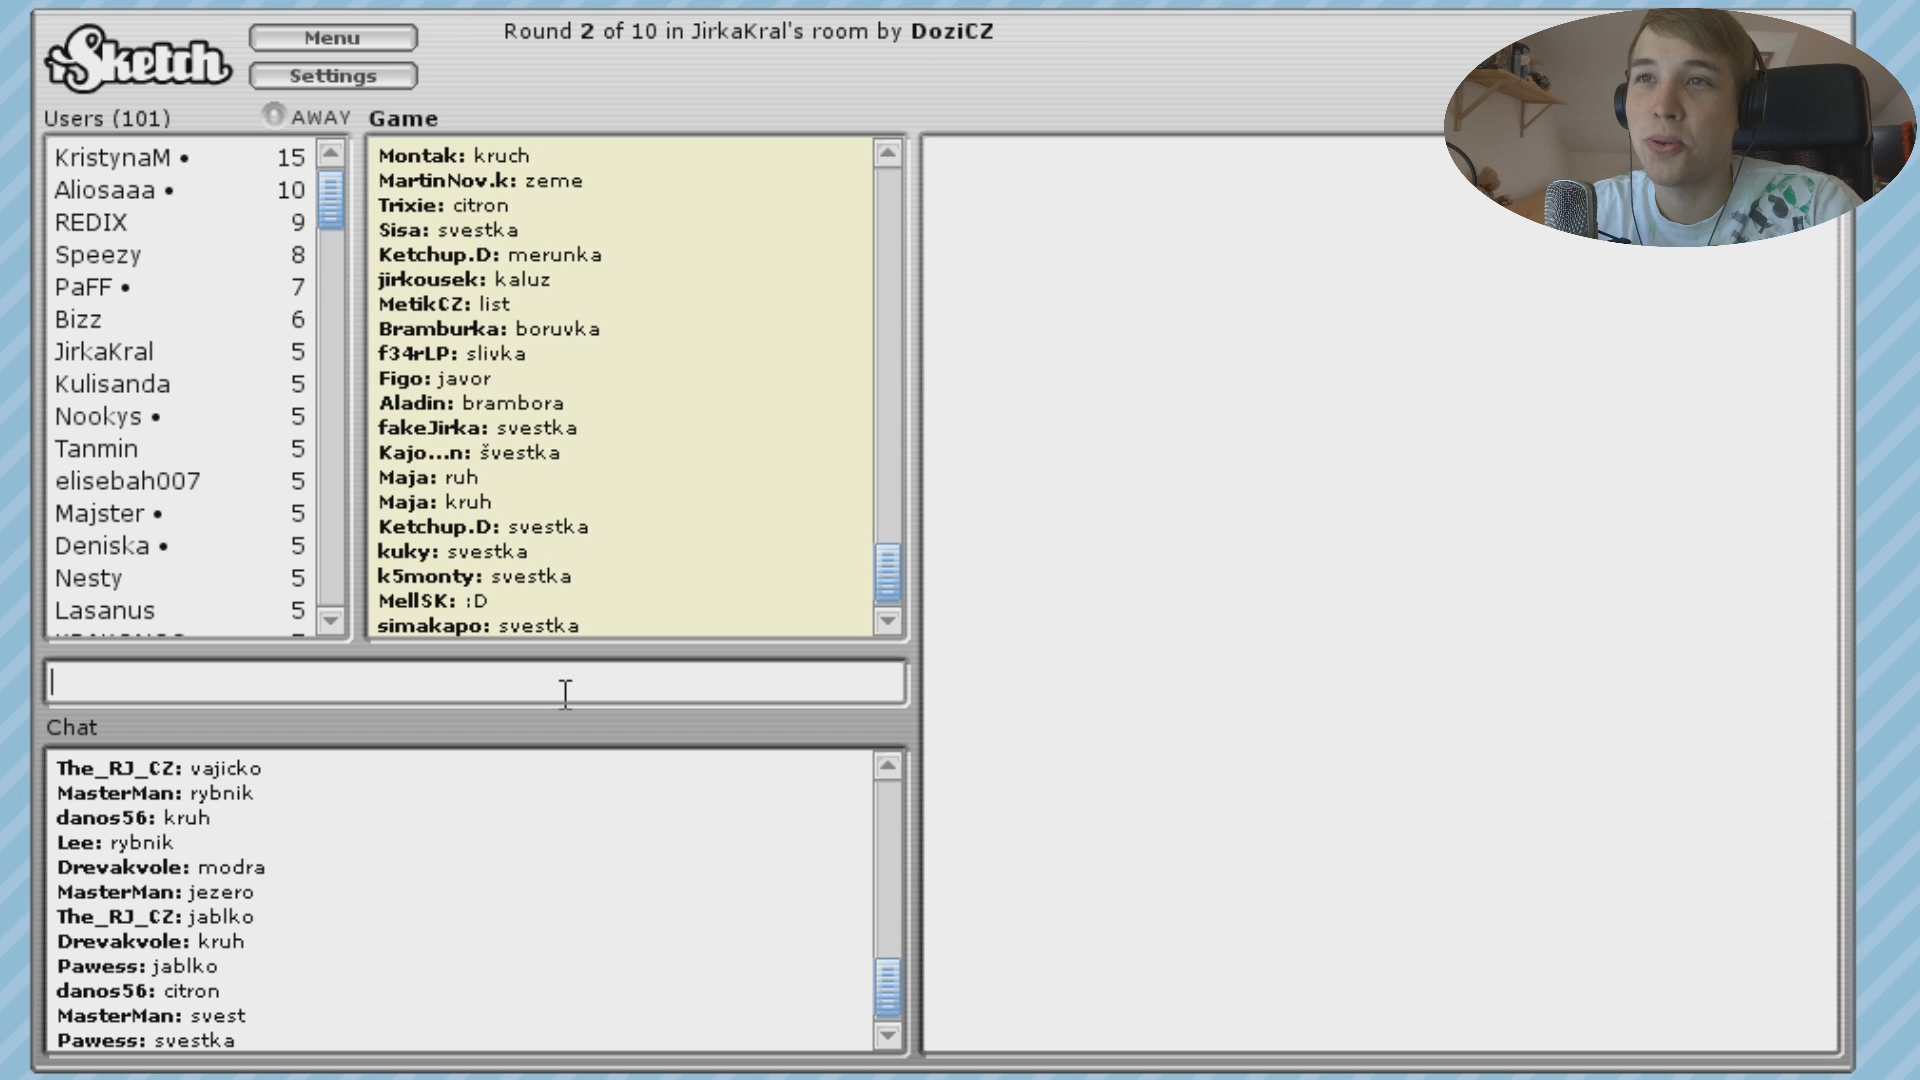 iSketch
Menu
Settings
Round 2 of 10 in JirkaKral's room by DoziCZ
Users (101)
AWAY
Game
KristynaM • 15
Aliosaaa • 10
REDIX 9
Speezy 8
PaFF • 7
Bizz 6
JirkaKral 5
Kulisanda 5
Nookys • 5
Tanmin 5
elisebah007 5
Majster • 5
Deniska • 5
Nesty 5
Lasanus 5
Montak: kruch
MartinNov.k: zeme
Trixie: citron
Sisa: svestka
Ketchup.D: merunka
jirkousek: kaluz
MetikCZ: list
Bramburka: boruvka
f34rLP: slivka
Figo: javor
Aladin: brambora
fakeJirka: svestka
Kajo...n: švestka
Maja: ruh
Maja: kruh
Ketchup.D: svestka
kuky: svestka
k5monty: svestka
MellSK: :D
simakapo: svestka
Chat
The_RJ_CZ: vajicko
MasterMan: rybnik
danos56: kruh
Lee: rybnik
Drevakvole: modra
MasterMan: jezero
The_RJ_CZ: jablko
Drevakvole: kruh
Pawess: jablko
danos56: citron
MasterMan: svest
Pawess: svestka